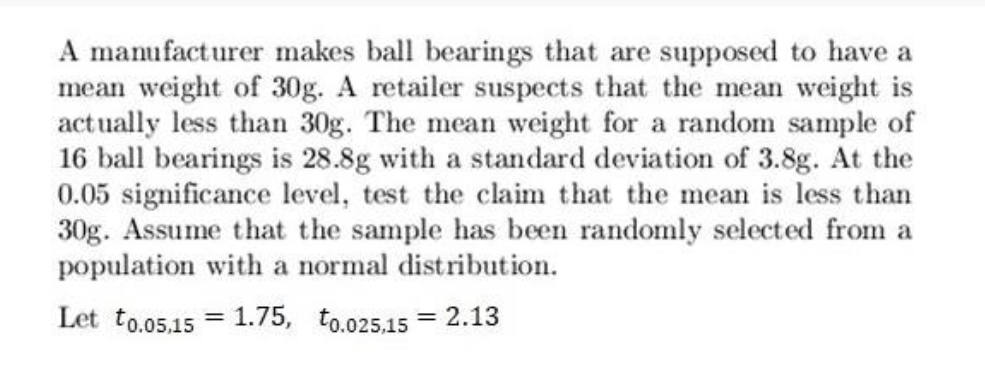 A manufacturer makes ball bearings that are supposed to have a
mean weight of 30g. A retailer suspects that the mean weight is
actually less than 30g. The mean weight for a random sample of
16 ball bearings is 28.8g with a standard deviation of 3.8g. At the
0.05 significance level, test the claim that the mean is less than
30g. Assume that the sample has been randomly selected from a
population with a normal distribution.
Let t₀.₀₅,₁₅ = 1.75, t₀.₀₂₅,₁₅ = 2.13